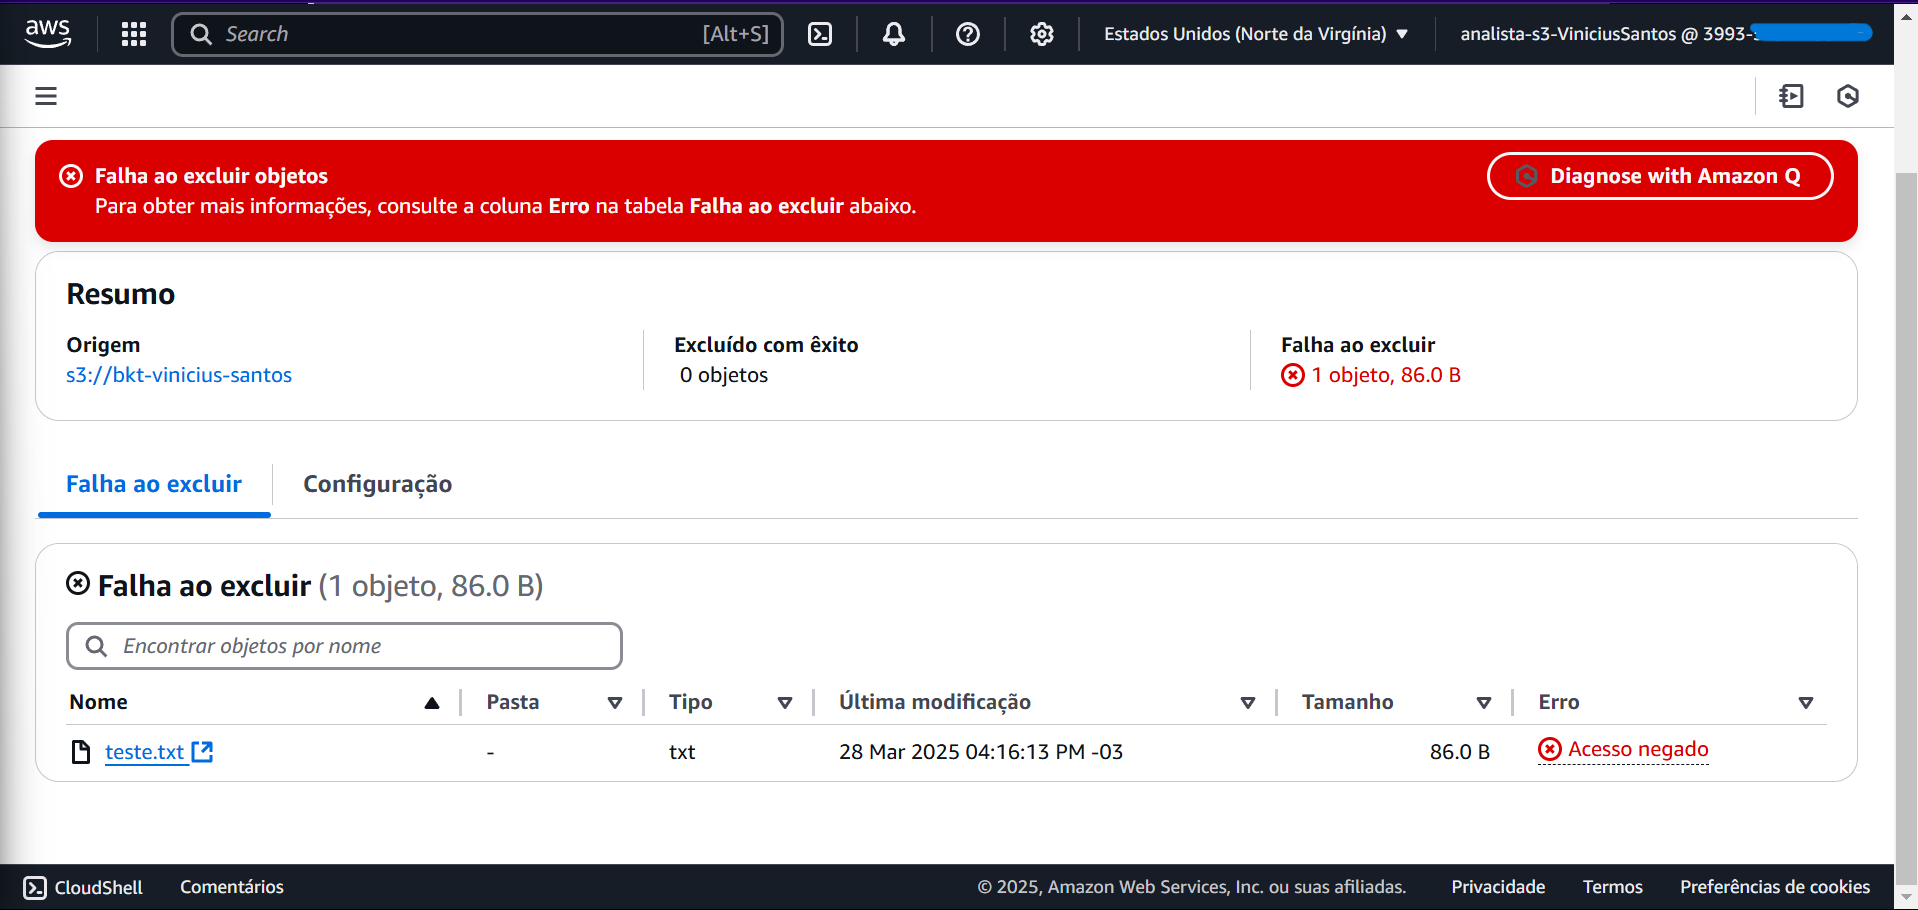 aws
Search [Alt+S]
Estados Unidos (Norte da Virgínia)
analista-s3-ViniciusSantos @ 3993-
Falha ao excluir objetos
Para obter mais informações, consulte a coluna Erro na tabela Falha ao excluir abaixo.
Diagnose with Amazon Q
Resumo
Origem
s3://bkt-vinicius-santos
Excluído com êxito
0 objetos
Falha ao excluir
1 objeto, 86.0 B
Falha ao excluir
Configuração
Falha ao excluir (1 objeto, 86.0 B)
Encontrar objetos por nome
Nome Pasta Tipo Última modificação Tamanho Erro
teste.txt - txt 28 Mar 2025 04:16:13 PM -03 86.0 B Acesso negado
CloudShell Comentários © 2025, Amazon Web Services, Inc. ou suas afiliadas. Privacidade Termos Preferências de cookies